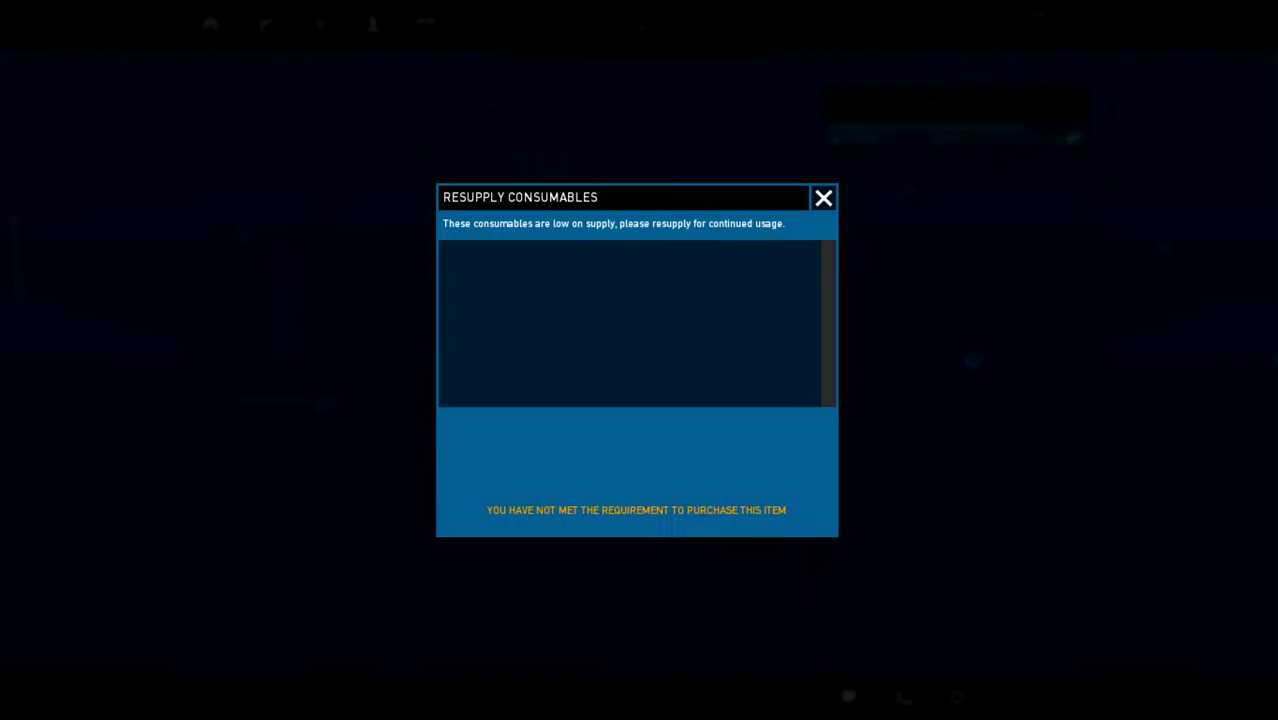 RESUPPLY CONSUMABLES
These consumables are low on supply, please resupply for continued usage.
YOU HAVE NOT MET THE REQUIREMENT TO PURCHASE THIS ITEM